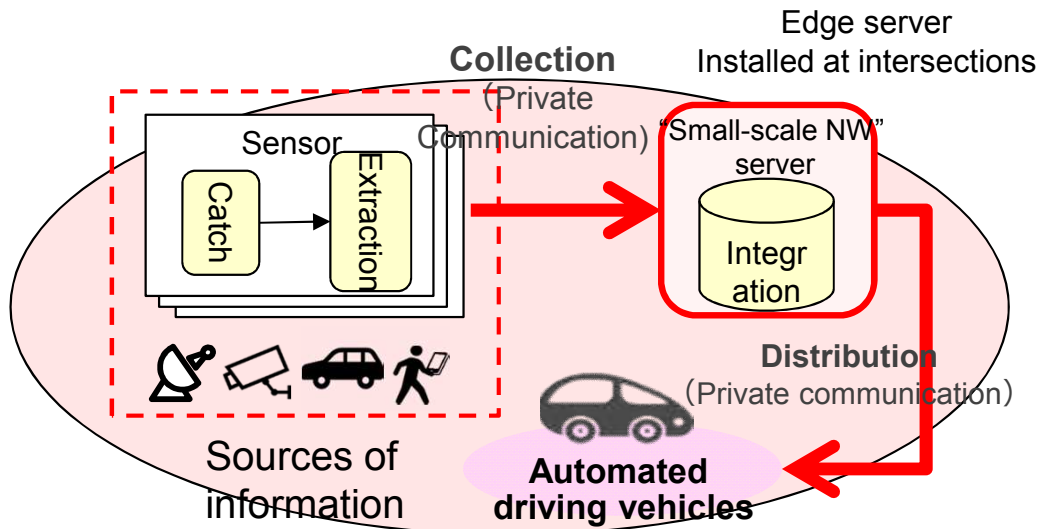 Edge server
Installed at intersections
Collection
（Private
Communication)
Sensor
Catch
Extraction
“Small-scale NW”
server
Integr
ation
Distribution
（Private communication）
Sources of
information
Automated
driving vehicles